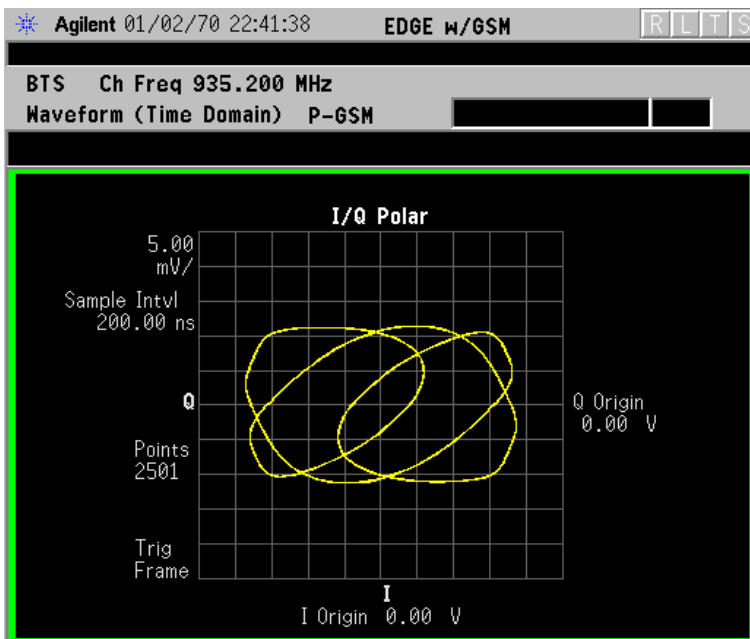 Agilent 01/02/70 22:41:38 EDGE w/GSM R L T S
BTS Ch Freq 935.200 MHz
Waveform (Time Domain) P-GSM
I/Q Polar
5.00
mV/
Sample Intvl
200.00 ns
Q
Q Origin
0.00 V
Points
2501
Trig
Frame
I
I Origin 0.00 V